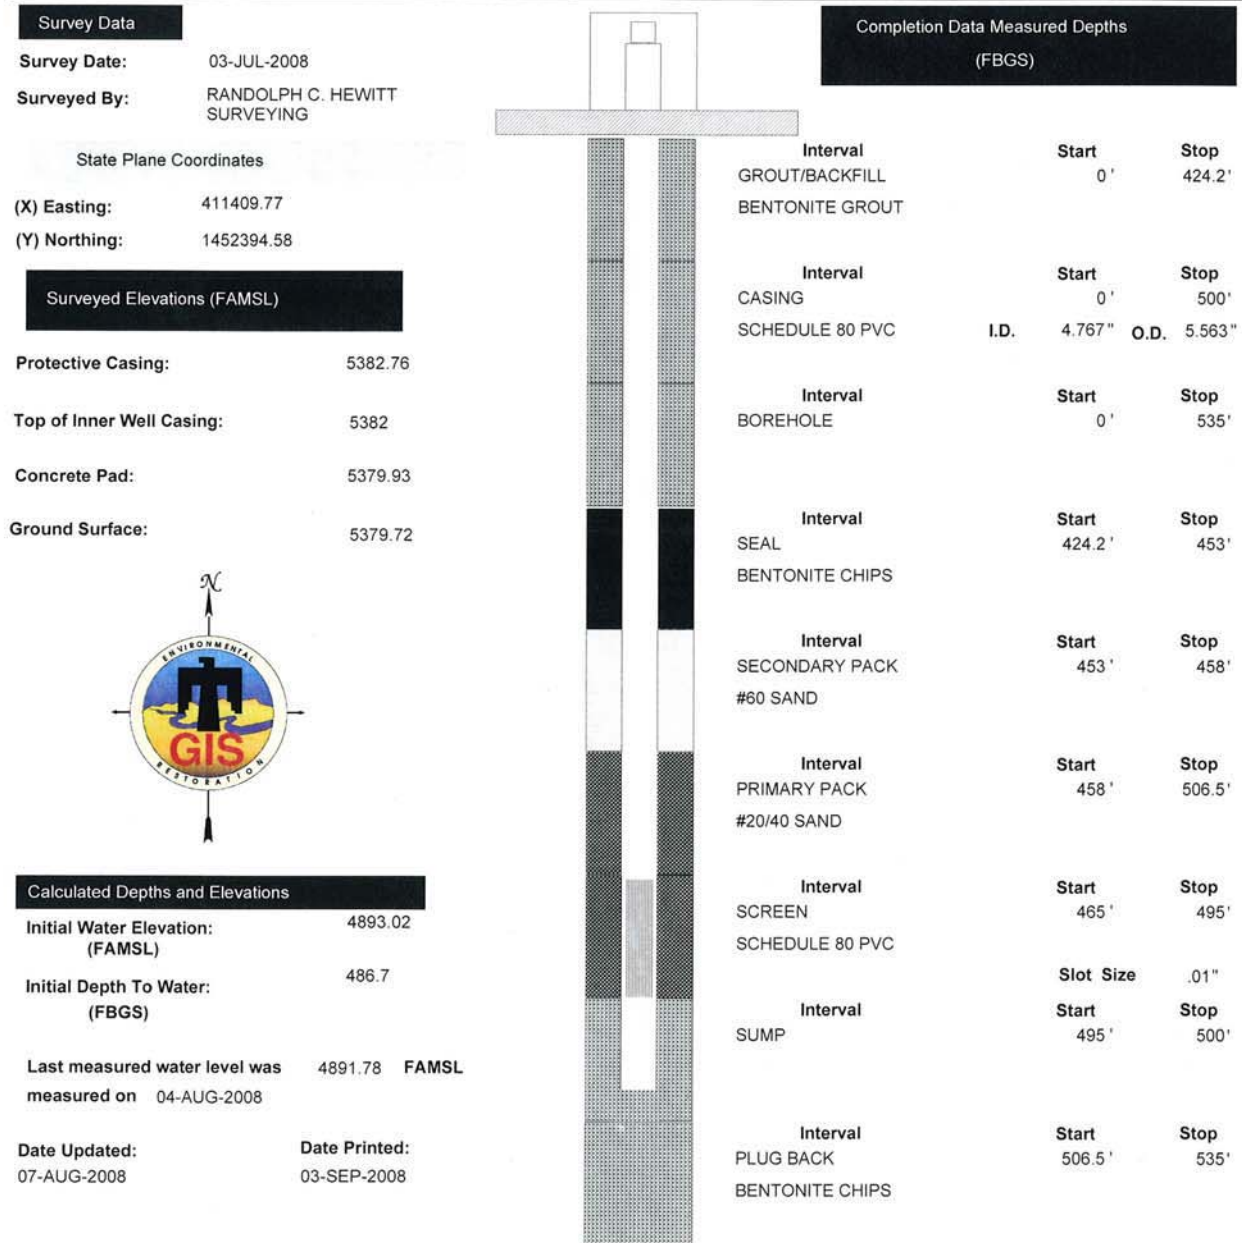 Survey Data
Survey Date: 03-JUL-2008
Surveyed By: RANDOLPH C. HEWITT
SURVEYING
State Plane Coordinates
(X) Easting: 411409.77
(Y) Northing: 1452394.58
Surveyed Elevations (FAMSL)
Protective Casing: 5382.76
Top of Inner Well Casing: 5382
Concrete Pad: 5379.93
Ground Surface: 5379.72
N
ENVIRONMENTAL
GIS
RESTORATION
Calculated Depths and Elevations
Initial Water Elevation: 4893.02
(FAMSL)
Initial Depth To Water: 486.7
(FBGS)
Last measured water level was 4891.78 FAMSL
measured on 04-AUG-2008
Date Updated: Date Printed:
07-AUG-2008 03-SEP-2008
Completion Data Measured Depths
(FBGS)
Interval Start Stop
GROUT/BACKFILL 0 ' 424.2'
BENTONITE GROUT
Interval Start Stop
CASING 0 ' 500'
SCHEDULE 80 PVC I.D. 4.767" O.D. 5.563"
Interval Start Stop
BOREHOLE 0 ' 535'
Interval Start Stop
SEAL 424.2 ' 453'
BENTONITE CHIPS
Interval Start Stop
SECONDARY PACK 453 ' 458'
#60 SAND
Interval Start Stop
PRIMARY PACK 458 ' 506.5'
#20/40 SAND
Interval Start Stop
SCREEN 465 ' 495'
SCHEDULE 80 PVC
Slot Size .01"
Interval Start Stop
SUMP 495 ' 500'
Interval Start Stop
PLUG BACK 506.5 ' 535'
BENTONITE CHIPS